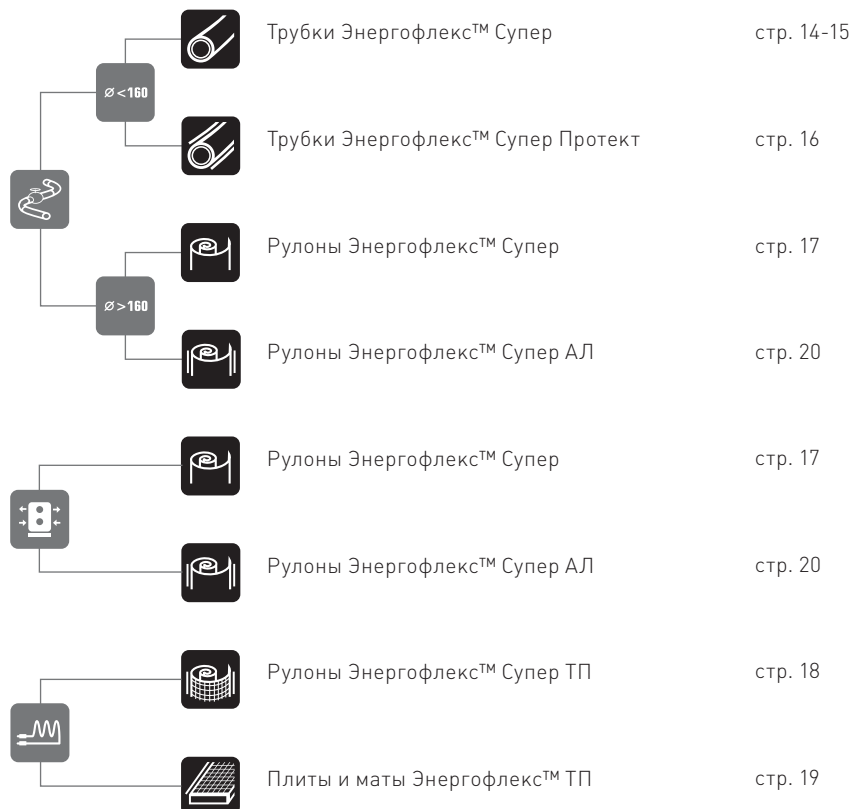 Трубки Энергофлекс™ Супер стр. 14-15
ø<160
Трубки Энергофлекс™ Супер Протект стр. 16
Рулоны Энергофлекс™ Супер стр. 17
ø>160
Рулоны Энергофлекс™ Супер АЛ стр. 20
Рулоны Энергофлекс™ Супер стр. 17
Рулоны Энергофлекс™ Супер АЛ стр. 20
Рулоны Энергофлекс™ Супер ТП стр. 18
Плиты и маты Энергофлекс™ ТП стр. 19